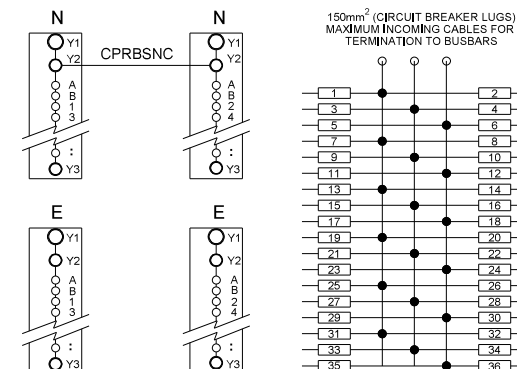 N
Y1
Y2
A
B
1
3
:
Y3
CPRBSNC
N
Y1
Y2
A
B
2
4
:
Y3
E
Y1
Y2
A
B
1
3
:
Y3
E
Y1
Y2
A
B
2
4
:
Y3
150mm² (CIRCUIT BREAKER LUGS)
MAXIMUM INCOMING CABLES FOR
TERMINATION TO BUSBARS
1 2
3 4
5 6
7 8
9 10
11 12
13 14
15 16
17 18
19 20
21 22
23 24
25 26
27 28
29 30
31 32
33 34
35 36